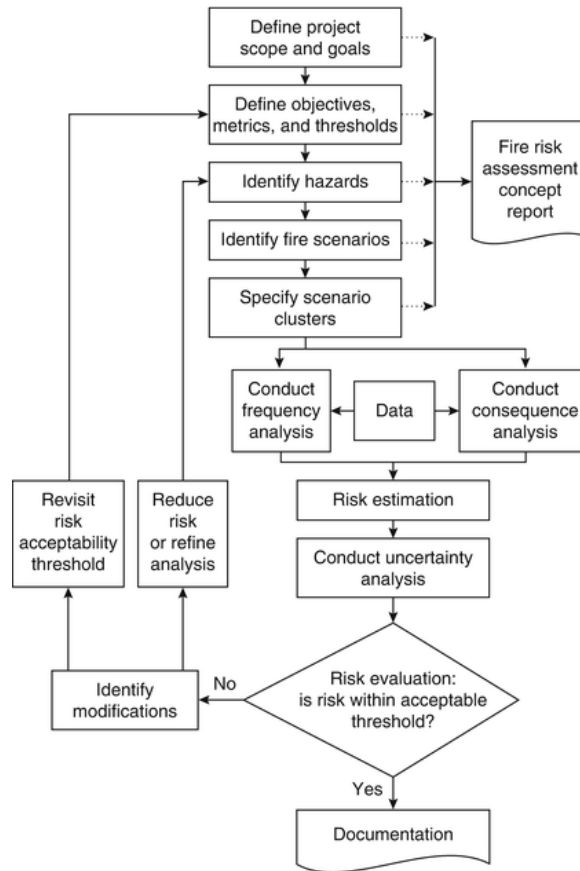 Define project
scope and goals
Define objectives,
metrics, and thresholds
Fire risk
assessment
concept
report
Identify hazards
Identify fire scenarios
Specify scenario
clusters
Conduct
frequency
analysis
Data
Conduct
consequence
analysis
Revisit
risk
acceptability
threshold
Reduce
risk
or refine
analysis
Risk estimation
Conduct uncertainty
analysis
Risk evaluation:
is risk within acceptable
threshold?
No
Identify
modifications
Yes
Documentation